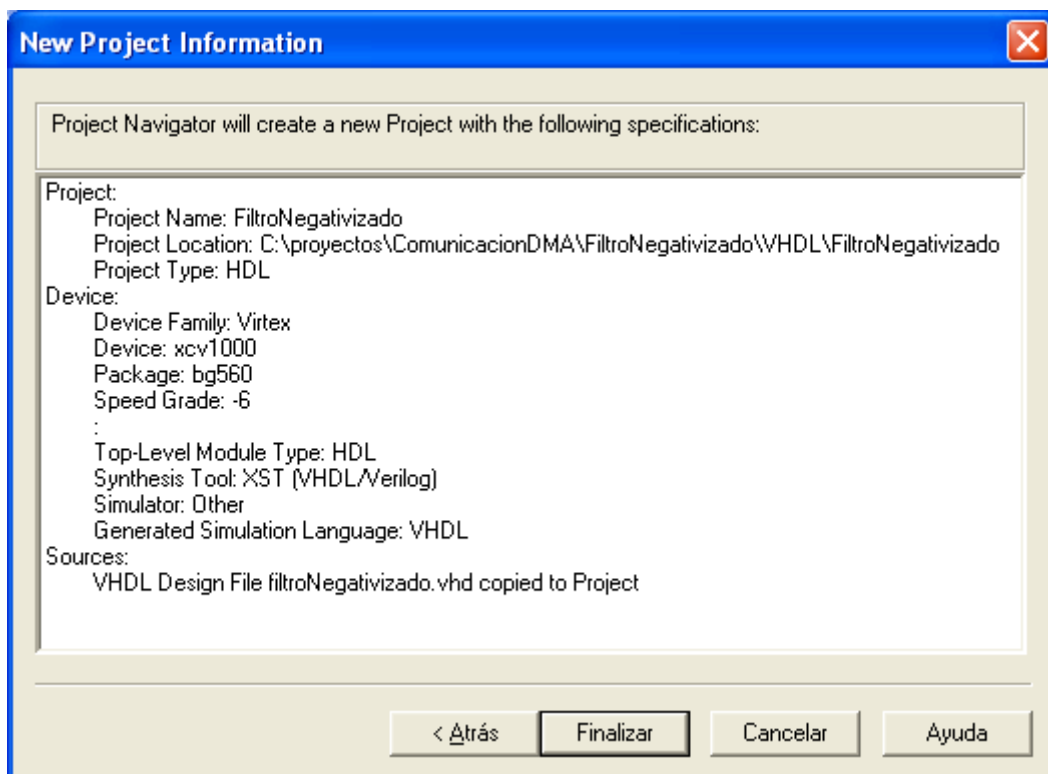 New Project Information
Project Navigator will create a new Project with the following specifications:
Project:
Project Name: FiltroNegativizado
Project Location: C:\proyectos\ComunicacionDMA\FiltroNegativizado\VHDL\FiltroNegativizado
Project Type: HDL
Device:
Device Family: Virtex
Device: xcv1000
Package: bg560
Speed Grade: -6
:
Top-Level Module Type: HDL
Synthesis Tool: XST (VHDL/Verilog)
Simulator: Other
Generated Simulation Language: VHDL
Sources:
VHDL Design File filtroNegativizado.vhd copied to Project
< Atrás Finalizar Cancelar Ayuda